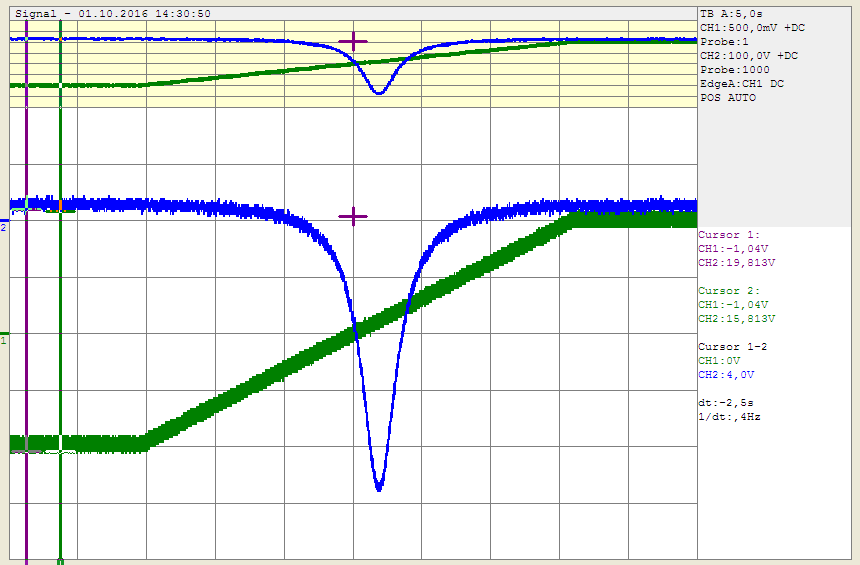 Signal - 01.10.2016 14:30:50
TB A:5,0s
CH1:500,0mV +DC
Probe:1
CH2:100,0V +DC
Probe:1000
EdgeA:CH1 DC
POS AUTO
2
1
Cursor 1:
CH1:-1,04V
CH2:19,813V
Cursor 2:
CH1:-1,04V
CH2:15,813V
Cursor 1-2
CH1:0V
CH2:4,0V
dt:-2,5s
1/dt:,4Hz